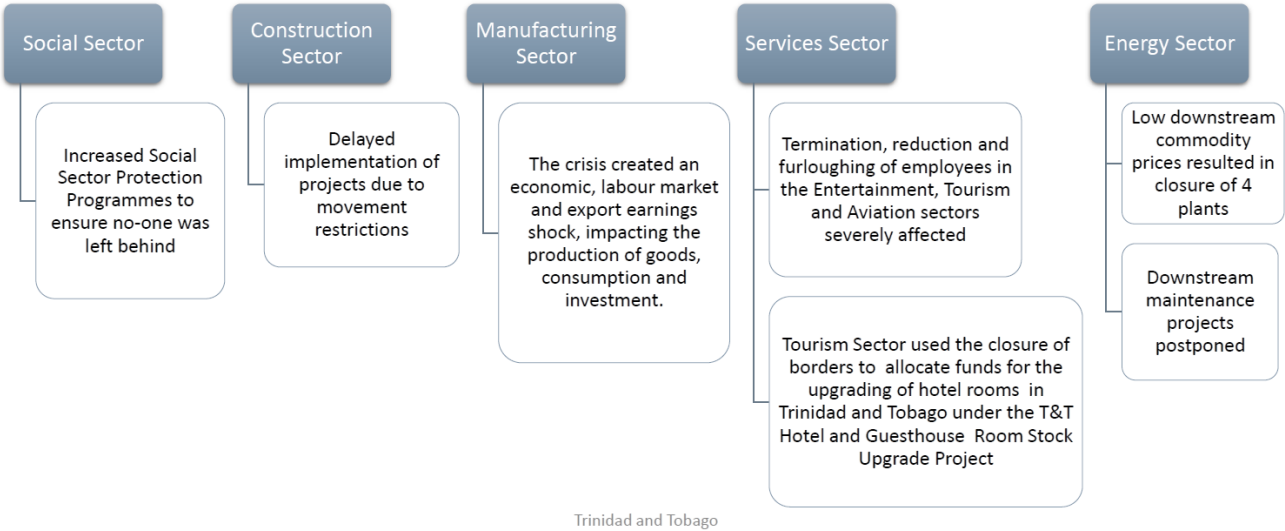 Social Sector
Increased Social
Sector Protection
Programmes to
ensure no-one was
left behind
Construction
Sector
Delayed
implementation of
projects due to
movement
restrictions
Manufacturing
Sector
The crisis created an
economic, labour market
and export earnings
shock, impacting the
production of goods,
consumption and
investment.
Services Sector
Termination, reduction and
furloughing of employees in
the Entertainment, Tourism
and Aviation sectors
severely affected
Tourism Sector used the closure of
borders to allocate funds for the
upgrading of hotel rooms in
Trinidad and Tobago under the T&T
Hotel and Guesthouse Room Stock
Upgrade Project
Energy Sector
Low downstream
commodity
prices resulted in
closure of 4
plants
Downstream
maintenance
projects
postponed
Trinidad and Tobago